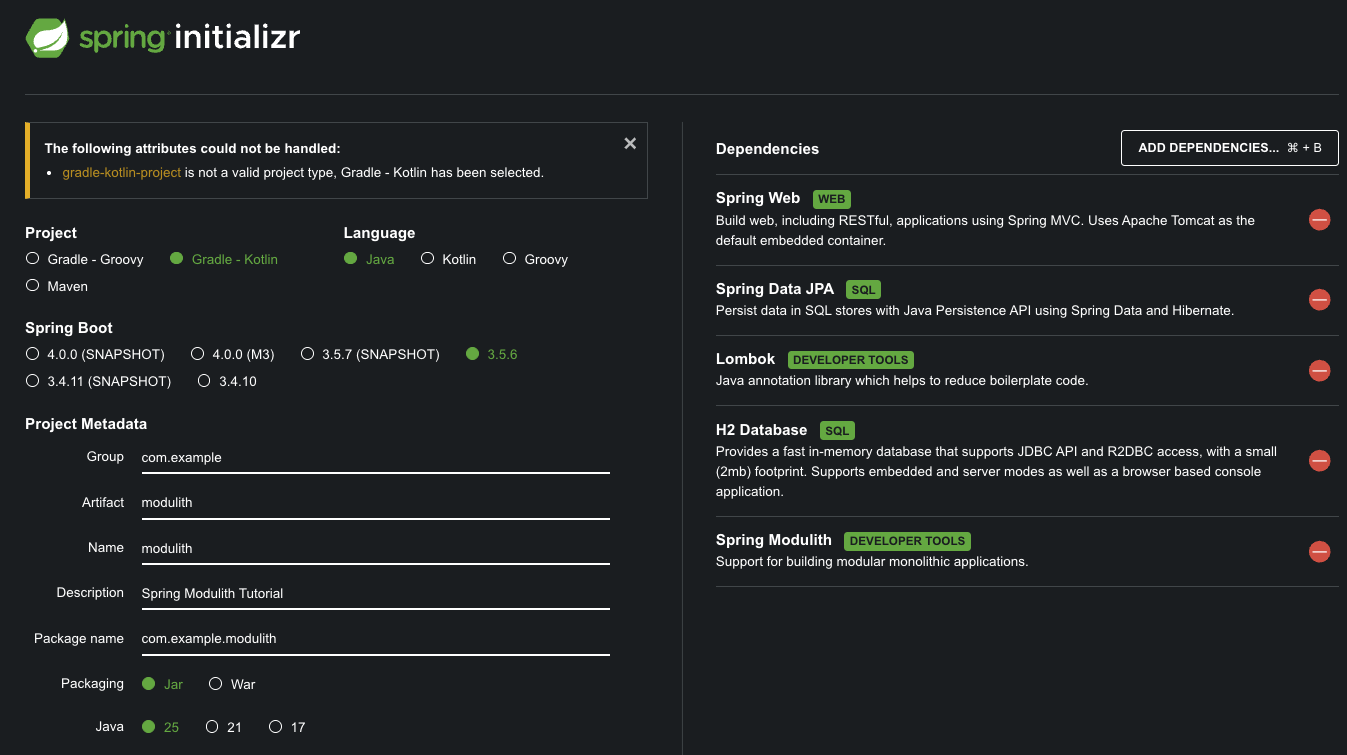 spring initializr
The following attributes could not be handled:
gradle-kotlin-project is not a valid project type, Gradle - Kotlin has been selected.
Project
Gradle - Groovy
Gradle - Kotlin
Maven
Language
Java
Kotlin
Groovy
Spring Boot
4.0.0 (SNAPSHOT)
4.0.0 (M3)
3.5.7 (SNAPSHOT)
3.5.6
3.4.11 (SNAPSHOT)
3.4.10
Project Metadata
Group com.example
Artifact modulith
Name modulith
Description Spring Modulith Tutorial
Package name com.example.modulith
Packaging Jar War
Java 25 21 17
Dependencies
ADD DEPENDENCIES... ⌘ + B
Spring Web WEB
Build web, including RESTful, applications using Spring MVC. Uses Apache Tomcat as the
default embedded container.
Spring Data JPA SQL
Persist data in SQL stores with Java Persistence API using Spring Data and Hibernate.
Lombok DEVELOPER TOOLS
Java annotation library which helps to reduce boilerplate code.
H2 Database SQL
Provides a fast in-memory database that supports JDBC API and R2DBC access, with a small
(2mb) footprint. Supports embedded and server modes as well as a browser based console
application.
Spring Modulith DEVELOPER TOOLS
Support for building modular monolithic applications.